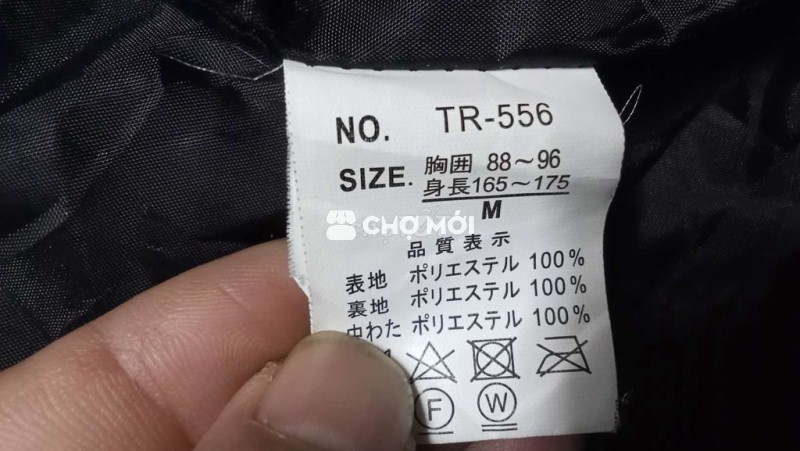 NO. TR-556
SIZE. 胸囲 88～96
身長165～175
M
CHỢ MỚI
品質表示
表地 ポリエステル 100%
裏地 ポリエステル 100%
中わた ポリエステル 100%
F W